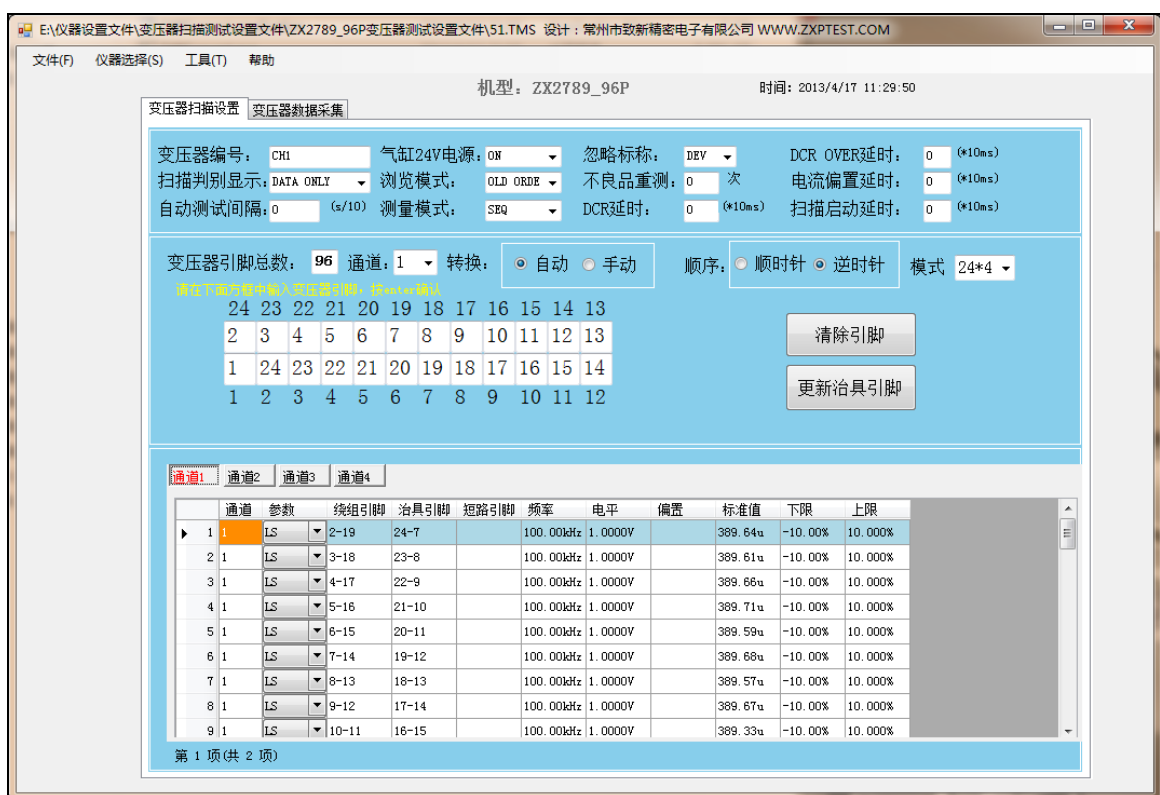 E:\仪器设置文件\变压器扫描测试设置文件\ZX2789_96P变压器测试设置文件\51.TMS 设计：常州市致新精密电子有限公司 WWW.ZXPTEST.COM
文件(F) 仪器选择(S) 工具(T) 帮助
机型：ZX2789_96P 时间：2013/4/17 11:29:50
变压器扫描设置 变压器数据采集
变压器编号： CH1 气缸24V电源： ON 忽略标称： DEV DCR OVER延时： 0 (*10ms)
扫描判别显示： DATA ONLY 浏览模式： OLD ORDE 不良品重测： 0 次 电流偏置延时： 0 (*10ms)
自动测试间隔： 0 (s/10) 测量模式： SEQ DCR延时： 0 (*10ms) 扫描启动延时： 0 (*10ms)
变压器引脚总数： 96 通道： 1 转换： 自动 手动 顺序： 顺时针 逆时针 模式 24*4
请在下面方框中输入变压器引脚，按enter确认
24 23 22 21 20 19 18 17 16 15 14 13
2 3 4 5 6 7 8 9 10 11 12 13
1 24 23 22 21 20 19 18 17 16 15 14
1 2 3 4 5 6 7 8 9 10 11 12
清除引脚
更新治具引脚
通道1 通道2 通道3 通道4
通道 参数 绕组引脚 治具引脚 短路引脚 频率 电平 偏置 标准值 下限 上限
1 1 LS 2-19 24-7 100.00kHz 1.0000V 389.64u -10.00% 10.000%
2 1 LS 3-18 23-8 100.00kHz 1.0000V 389.61u -10.00% 10.000%
3 1 LS 4-17 22-9 100.00kHz 1.0000V 389.66u -10.00% 10.000%
4 1 LS 5-16 21-10 100.00kHz 1.0000V 389.71u -10.00% 10.000%
5 1 LS 6-15 20-11 100.00kHz 1.0000V 389.59u -10.00% 10.000%
6 1 LS 7-14 19-12 100.00kHz 1.0000V 389.68u -10.00% 10.000%
7 1 LS 8-13 18-13 100.00kHz 1.0000V 389.57u -10.00% 10.000%
8 1 LS 9-12 17-14 100.00kHz 1.0000V 389.67u -10.00% 10.000%
9 1 LS 10-11 16-15 100.00kHz 1.0000V 389.33u -10.00% 10.000%
第 1 项(共 2 项)